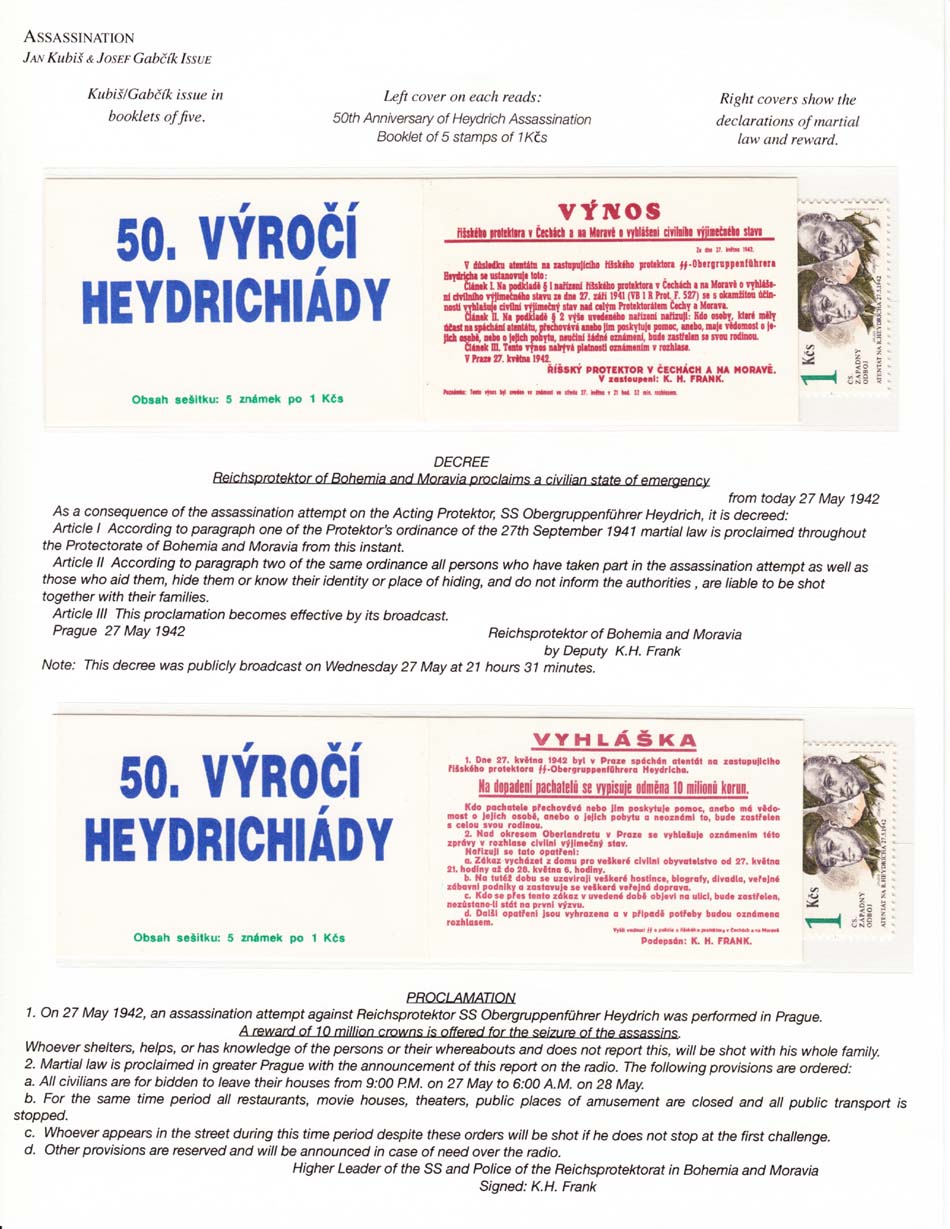 ASSASSINATION
JAN Kubiš & JOSEF Gabčík ISSUE
Kubiš/Gabčík issue in
booklets of five.
Left cover on each reads:
50th Anniversary of Heydrich Assassination
Booklet of 5 stamps of 1Kčs
Right covers show the
declarations of martial
law and reward.
50. VÝROČÍ
HEYDRICHIÁDY
Obsah sešitku: 5 známek po 1 Kčs
VÝNOS
říšského protektora v Čechách a na Moravě o vyhlášení civilního výjimečného stavu
Ze dne 27. května 1942.
V důsledku atentátu na zastupujícího říšského protektora ϟϟ-Obergruppenführera
Heydricha se ustanovuje toto:
Článek I. Na podkladě § 1 nařízení říšského protektora v Čechách a na Moravě o vyhláše-
ní civilního výjimečného stavu ze dne 27. září 1941 (VB 1 R Prot. F. 527) se s okamžitou účin-
ností vyhlašuje civilní výjimečný stav nad celým Protektorátem Čechy a Morava.
Článek II. Na podkladě § 2 výše uvedeného nařízení nařizuji: Kdo osoby, které měly
účast na spáchání atentátu, přechovává anebo jim poskytuje pomoc, anebo, maje vědomost o je-
jich osobě, nebo o jejich pobytu, neučiní žádné oznámení, bude zastřelen se svou rodinou.
Článek III. Tento výnos nabývá platnosti oznámením v rozhlase.
V Praze 27. května 1942.
ŘÍŠSKÝ PROTEKTOR V ČECHÁCH A NA MORAVĚ.
V zastoupení: K. H. FRANK.
Poznámka: Tento výnos byl uveden ve známost ve středu 27. května v 21 hod. 32 min. rozhlasem.
1 Kčs
ČS.
ZÁPADNÝ
ODBOJ
ATENTÁT NA R.HEYDRICHA 27.5.1942
DECREE
Reichsprotektor of Bohemia and Moravia proclaims a civilian state of emergency
from today 27 May 1942
As a consequence of the assassination attempt on the Acting Protektor, SS Obergruppenführer Heydrich, it is decreed:
Article I According to paragraph one of the Protektor's ordinance of the 27th September 1941 martial law is proclaimed throughout
the Protectorate of Bohemia and Moravia from this instant.
Article II According to paragraph two of the same ordinance all persons who have taken part in the assassination attempt as well as
those who aid them, hide them or know their identity or place of hiding, and do not inform the authorities , are liable to be shot
together with their families.
Article III This proclamation becomes effective by its broadcast.
Prague 27 May 1942
Reichsprotektor of Bohemia and Moravia
by Deputy K.H. Frank
Note: This decree was publicly broadcast on Wednesday 27 May at 21 hours 31 minutes.
50. VÝROČÍ
HEYDRICHIÁDY
Obsah sešitku: 5 známek po 1 Kčs
VYHLÁŠKA
1. Dne 27. května 1942 byl v Praze spáchán atentát na zastupujícího
říšského protektora ϟϟ-Obergruppenführera Heydricha.
Na dopadení pachatelů se vypisuje odměna 10 milionů korun.
Kdo pachatele přechovává nebo jim poskytuje pomoc, anebo má vědo-
most o jejich osobě, anebo o jejich pobytu a neoznámí to, bude zastřelen
s celou svou rodinou.
2. Nad okresem Oberlandratu v Praze se vyhlašuje oznámením této
zprávy v rozhlase civilní výjimečný stav.
Nařizují se tato opatření:
a. Zákaz vycházet z domu pro veškeré civilní obyvatelstvo od 27. května
21. hodiny až do 28. května 6. hodiny.
b. Na tutéž dobu se uzavírají veškeré hostince, biografy, divadla, veřejné
zábavní podniky a zastavuje se veškerá veřejná doprava.
c. Kdo se přes tento zákaz v uvedené době objeví na ulici, bude zastřelen,
nezůstane-li stát na první výzvu.
d. Další opatření jsou vyhrazena a v případě potřeby budou oznámena
rozhlasem.
Vyšší vedoucí ϟϟ a policie u říšského protektora v Čechách a na Moravě
Podepsán: K. H. FRANK.
1 Kčs
ČS.
ZÁPADNÝ
ODBOJ
ATENTÁT NA R.HEYDRICHA 27.5.1942
PROCLAMATION
1. On 27 May 1942, an assassination attempt against Reichsprotektor SS Obergruppenführer Heydrich was performed in Prague.
A reward of 10 million crowns is offered for the seizure of the assassins.
Whoever shelters, helps, or has knowledge of the persons or their whereabouts and does not report this, will be shot with his whole family.
2. Martial law is proclaimed in greater Prague with the announcement of this report on the radio. The following provisions are ordered:
a. All civilians are for bidden to leave their houses from 9:00 P.M. on 27 May to 6:00 A.M. on 28 May.
b. For the same time period all restaurants, movie houses, theaters, public places of amusement are closed and all public transport is
stopped.
c. Whoever appears in the street during this time period despite these orders will be shot if he does not stop at the first challenge.
d. Other provisions are reserved and will be announced in case of need over the radio.
Higher Leader of the SS and Police of the Reichsprotektorat in Bohemia and Moravia
Signed: K.H. Frank